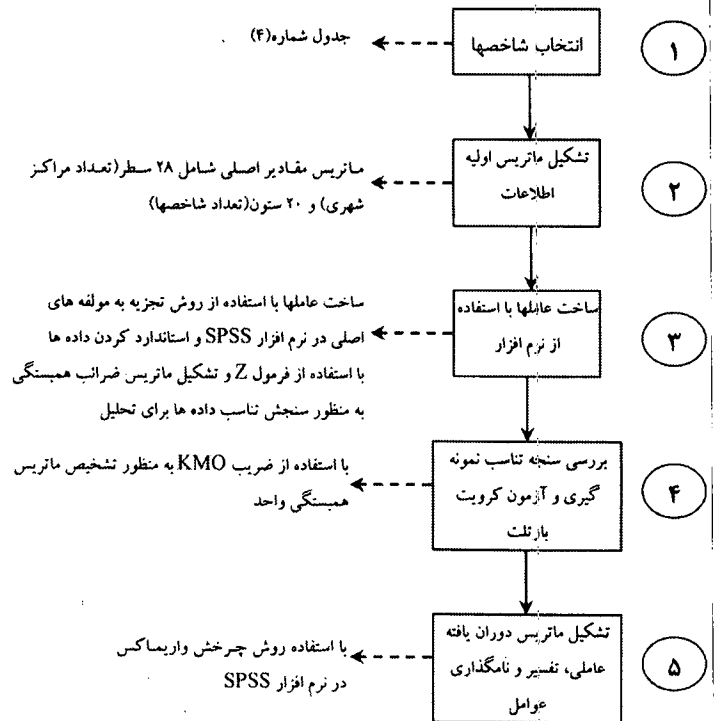 ۱
انتخاب شاخصها
جدول شماره(۴)
۲
تشکیل ماتریس اولیه
اطلاعات
ماتریس مقادیر اصلی شامل ۲۸ سطر(تعداد مراکز
شهری) و ۲۰ ستون(تعداد شاخصها)
۳
ساخت عاملها با استفاده
از نرم افزار
ساخت عاملها با استفاده از روش تجزیه به مولفه های
اصلی در نرم افزار SPSS و استاندارد کردن داده ها
با استفاده از فرمول Z و تشکیل ماتریس ضرائب همبستگی
به منظور سنجش تناسب داده ها برای تحلیل
۴
بررسی سنجه تناسب نمونه
گیری و آزمون کرویت
بارتلت
با استفاده از ضریب KMO به منظور تشخیص ماتریس
همبستگی واحد
۵
تشکیل ماتریس دوران یافته
عاملی، تفسیر و نامگذاری
عوامل
با استفاده روش چرخش واریماکس
در نرم افزار SPSS